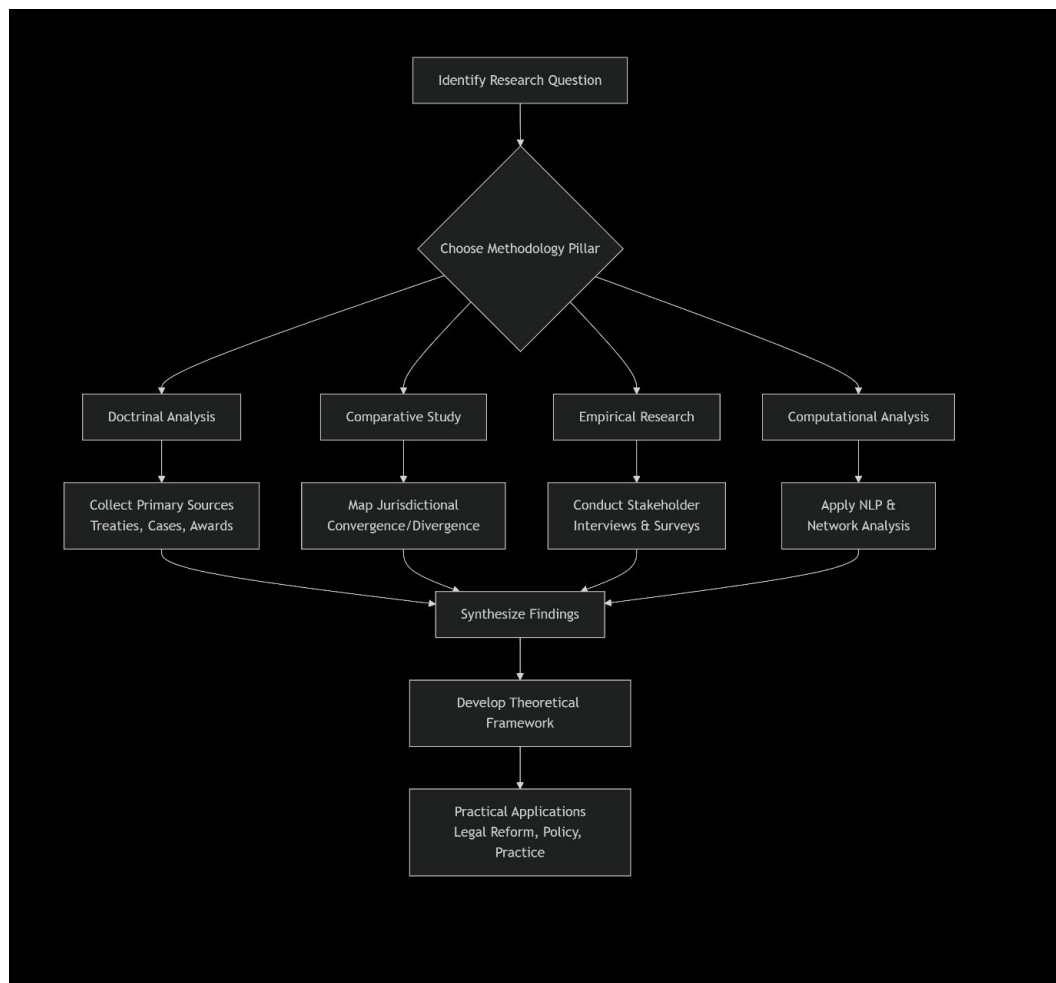 Identify Research Question
Choose Methodology Pillar
Doctrinal Analysis
Comparative Study
Empirical Research
Computational Analysis
Collect Primary Sources
Treaties, Cases, Awards
Map Jurisdictional
Convergence/Divergence
Conduct Stakeholder
Interviews & Surveys
Apply NLP &
Network Analysis
Synthesize Findings
Develop Theoretical
Framework
Practical Applications
Legal Reform, Policy,
Practice